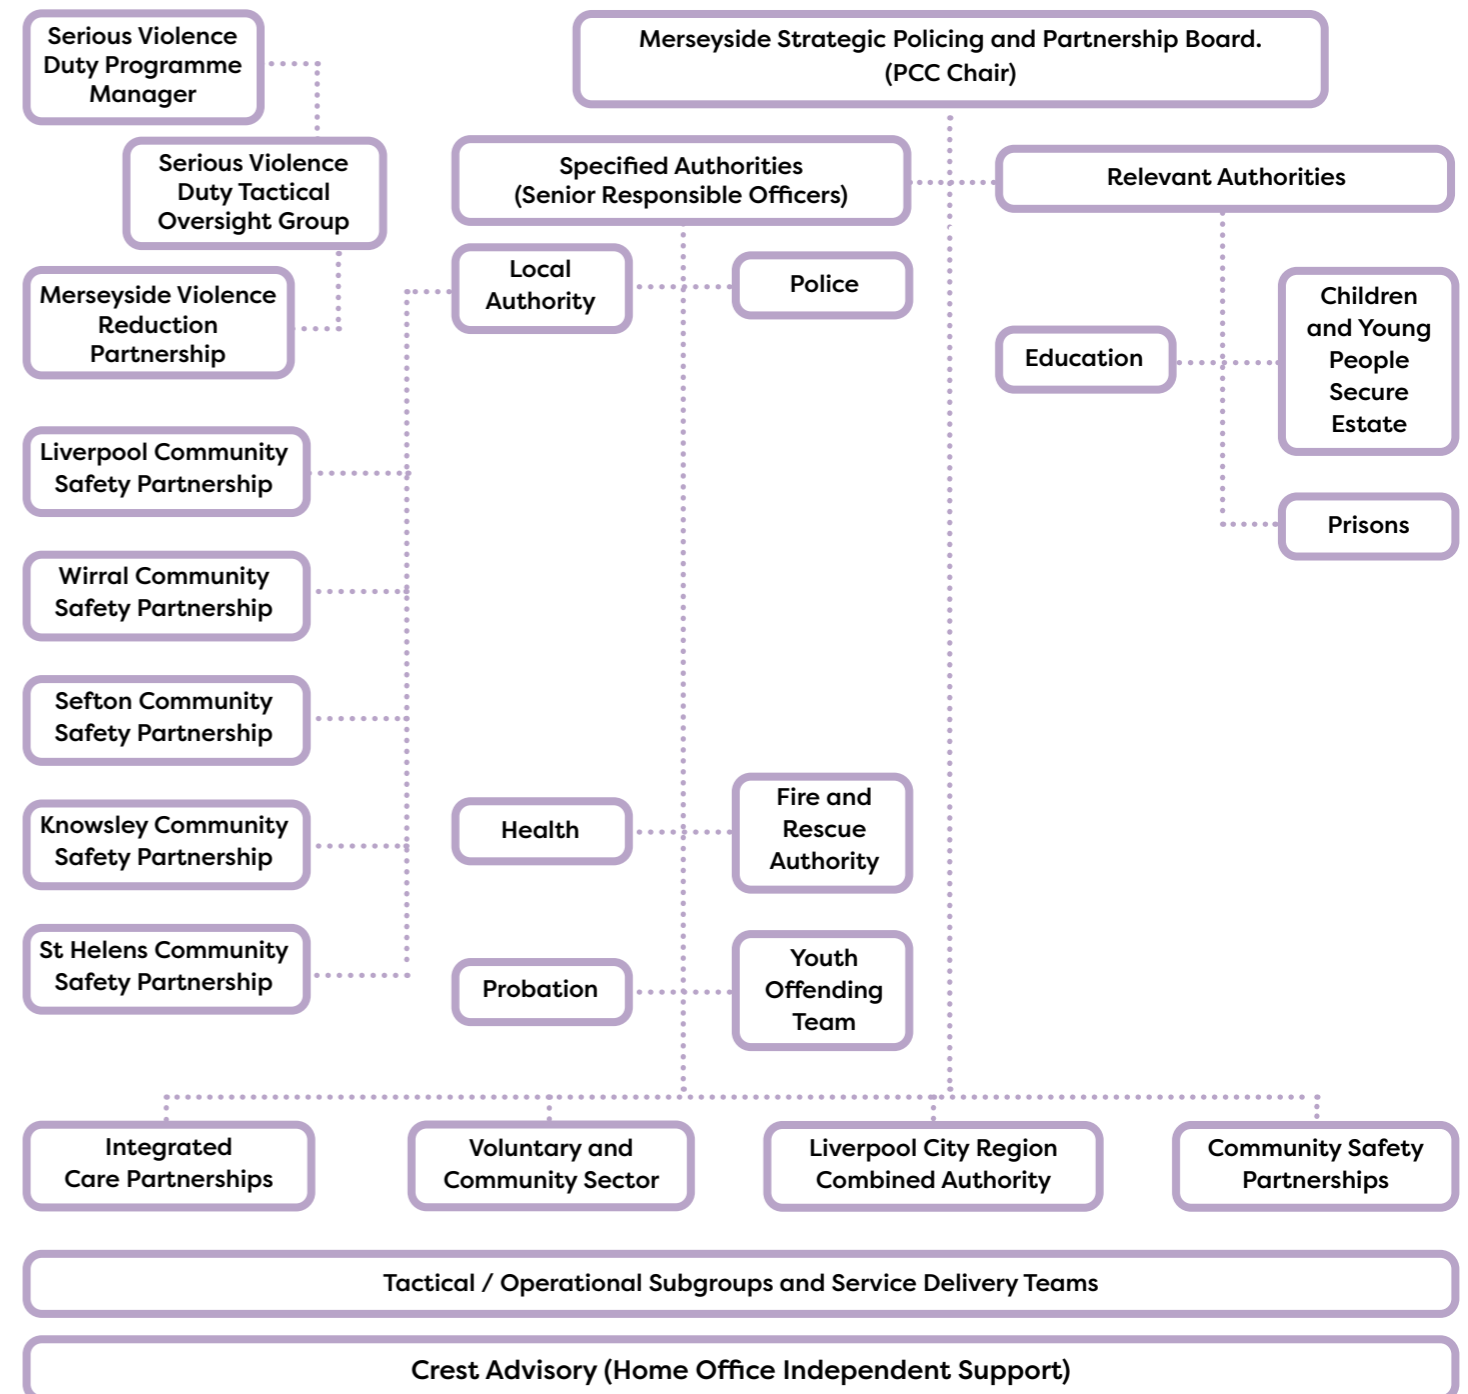 Serious Violence
Duty Programme
Manager
Merseyside Strategic Policing and Partnership Board.
(PCC Chair)
Serious Violence
Duty Tactical
Oversight Group
Specified Authorities
(Senior Responsible Officers)
Relevant Authorities
Merseyside Violence
Reduction
Partnership
Local
Authority
Police
Education
Children
and Young
People
Secure
Estate
Prisons
Liverpool Community
Safety Partnership
Wirral Community
Safety Partnership
Sefton Community
Safety Partnership
Knowsley Community
Safety Partnership
St Helens Community
Safety Partnership
Health
Fire and
Rescue
Authority
Probation
Youth
Offending
Team
Integrated
Care Partnerships
Voluntary and
Community Sector
Liverpool City Region
Combined Authority
Community Safety
Partnerships
Tactical / Operational Subgroups and Service Delivery Teams
Crest Advisory (Home Office Independent Support)